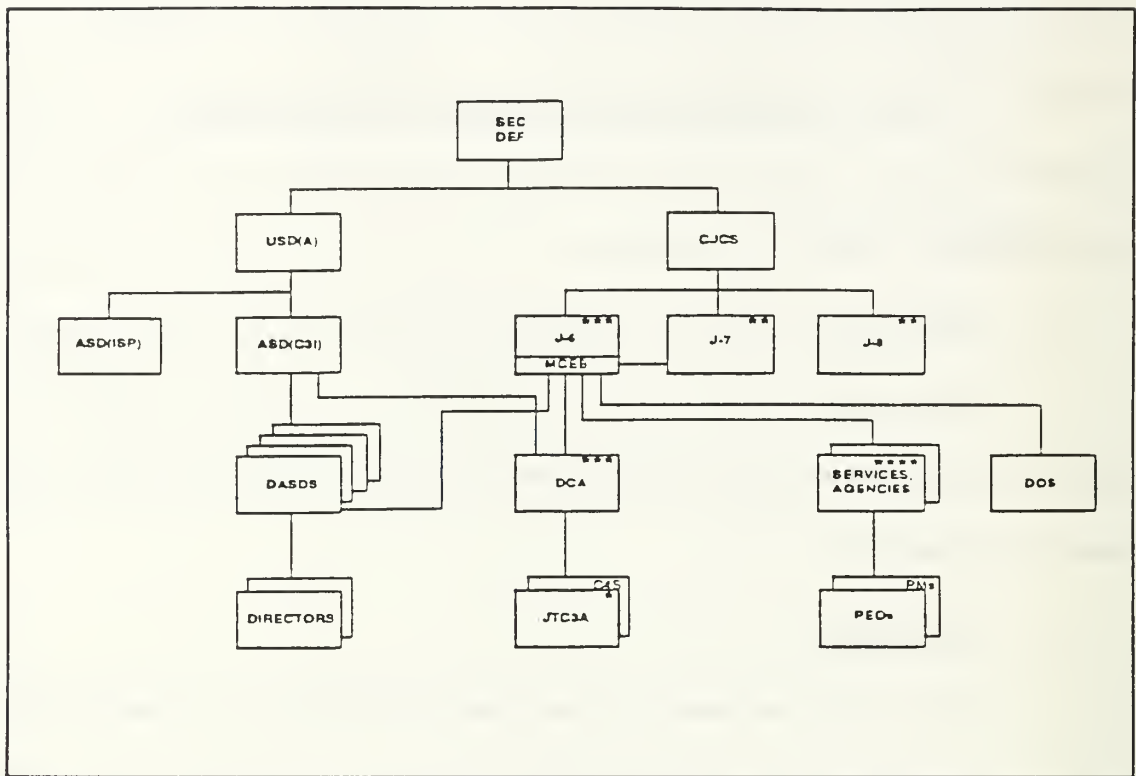 SEC
DEF
USD(A)
CJCS
ASD(ISP)
ASD(C3I)
***
J-6
MCEB
**
J-7
**
J-8
DASDS
***
DCA
****
SERVICES,
AGENCIES
DOS
DIRECTORS
C4S
*
JTC3A
PMs
PEOs